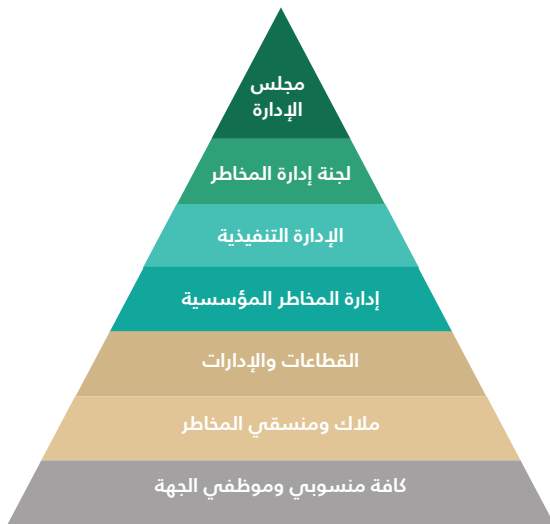 مجلس
الإدارة
لجنة إدارة المخاطر
الإدارة التنفيذية
إدارة المخاطر المؤسسية
القطاعات والإدارات
ملاك ومنسقي المخاطر
كافة منسوبي وموظفي الجهة